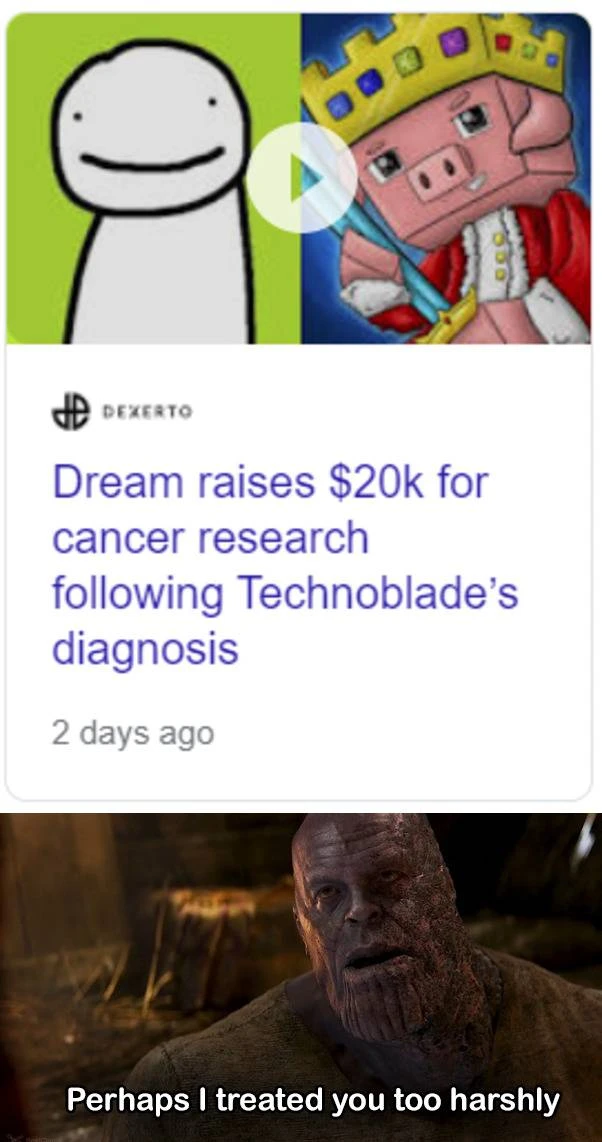 DEXERTO
Dream raises $20k for
cancer research
following Technoblade's
diagnosis
2 days ago
Perhaps I treated you too harshly